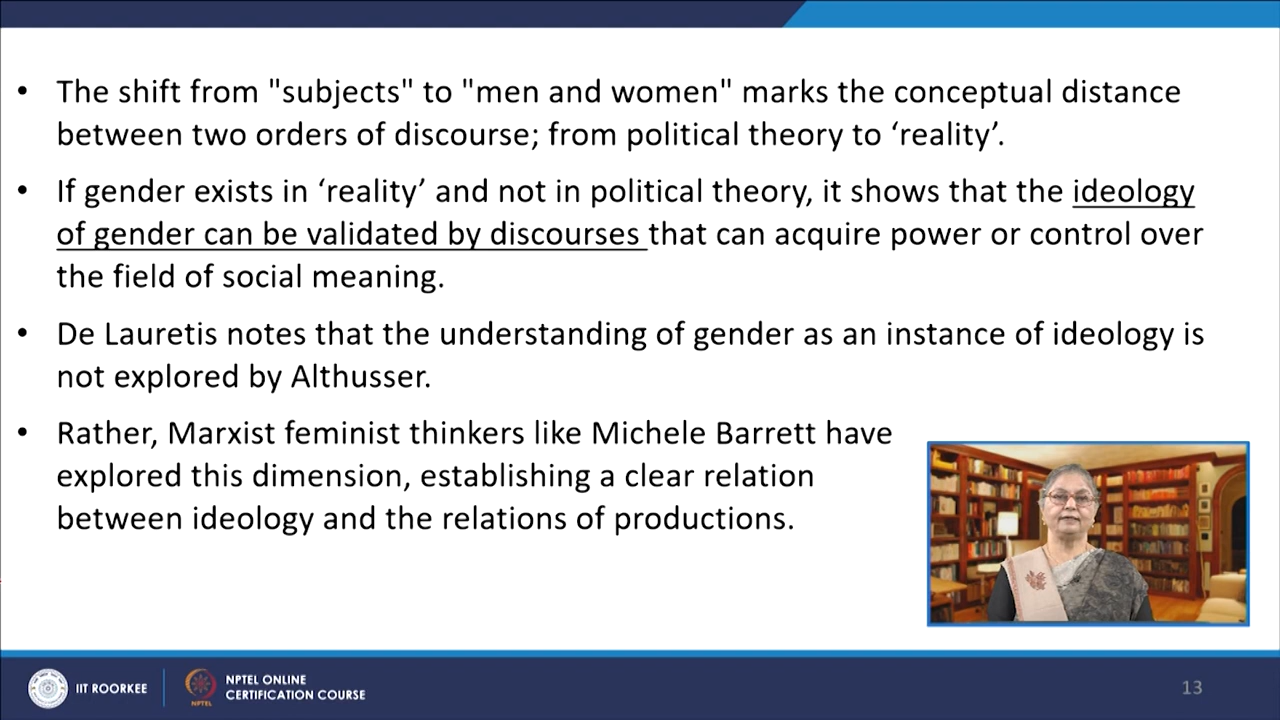 • The shift from "subjects" to "men and women" marks the conceptual distance
between two orders of discourse; from political theory to ‘reality’.
• If gender exists in ‘reality’ and not in political theory, it shows that the ideology
of gender can be validated by discourses that can acquire power or control over
the field of social meaning.
• De Lauretis notes that the understanding of gender as an instance of ideology is
not explored by Althusser.
• Rather, Marxist feminist thinkers like Michele Barrett have
explored this dimension, establishing a clear relation
between ideology and the relations of productions.
IIT ROORKEE
NPTEL
NPTEL ONLINE
CERTIFICATION COURSE
13